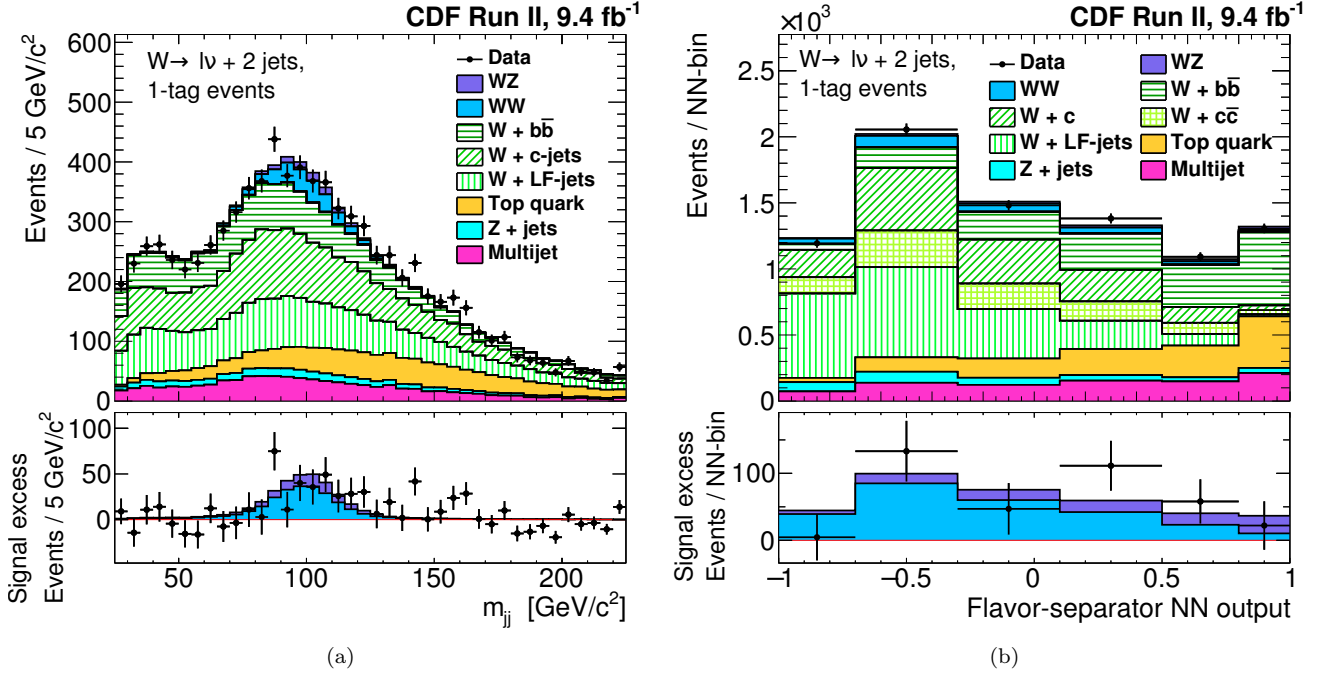 CDF Run II, 9.4 fb⁻¹
Events / 5 GeV/c²
600
500
400
300
200
100
0
W→ lν + 2 jets,
1-tag events
Data
WZ
WW
W + bb̅
W + c-jets
W + LF-jets
Top quark
Z + jets
Multijet
Signal excess
Events / 5 GeV/c²
100
50
0
50 100 150 200
m_jj [GeV/c²]
(a)
×10³
CDF Run II, 9.4 fb⁻¹
Events / NN-bin
2.5
2
1.5
1
0.5
0
W→ lν + 2 jets,
1-tag events
Data WZ
WW W + bb̅
W + c W + cc̅
W + LF-jets Top quark
Z + jets Multijet
Signal excess
Events / NN-bin
100
0
−1 −0.5 0 0.5 1
Flavor-separator NN output
(b)